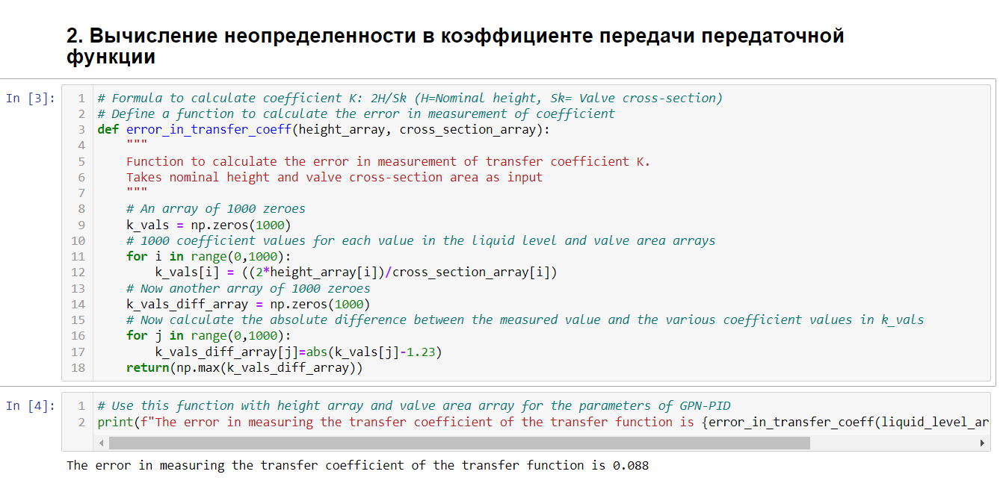 2. Вычисление неопределенности в коэффициенте передачи передаточной
функции
In [3]:
1 # Formula to calculate coefficient K: 2H/Sk (H=Nominal height, Sk= Valve cross-section)
2 # Define a function to calculate the error in measurement of coefficient
3 def error_in_transfer_coeff(height_array, cross_section_array):
4     """
5     Function to calculate the error in measurement of transfer coefficient K.
6     Takes nominal height and valve cross-section area as input
7     """
8     # An array of 1000 zeroes
9     k_vals = np.zeros(1000)
10     # 1000 coefficient values for each value in the liquid level and valve area arrays
11     for i in range(0,1000):
12         k_vals[i] = ((2*height_array[i])/cross_section_array[i])
13     # Now another array of 1000 zeroes
14     k_vals_diff_array = np.zeros(1000)
15     # Now calculate the absolute difference between the measured value and the various coefficient values in k_vals
16     for j in range(0,1000):
17         k_vals_diff_array[j]=abs(k_vals[j]-1.23)
18     return(np.max(k_vals_diff_array))
In [4]:
1 # Use this function with height array and valve area array for the parameters of GPN-PID
2 print(f"The error in measuring the transfer coefficient of the transfer function is {error_in_transfer_coeff(liquid_level_ar
The error in measuring the transfer coefficient of the transfer function is 0.088